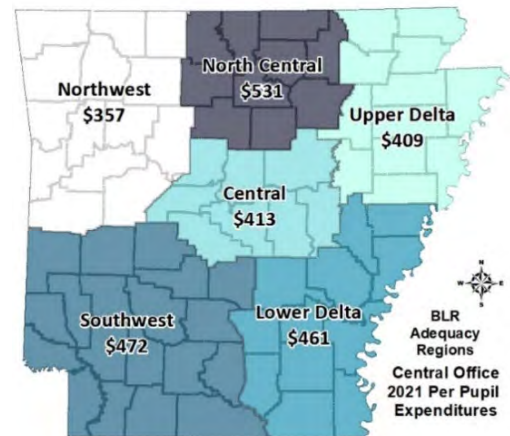 North Central
$531
Northwest
$357
Upper Delta
$409
Central
$413
Southwest
$472
Lower Delta
$461
N
W
E
S
BLR
Adequacy
Regions
Central Office
2021 Per Pupil
Expenditures